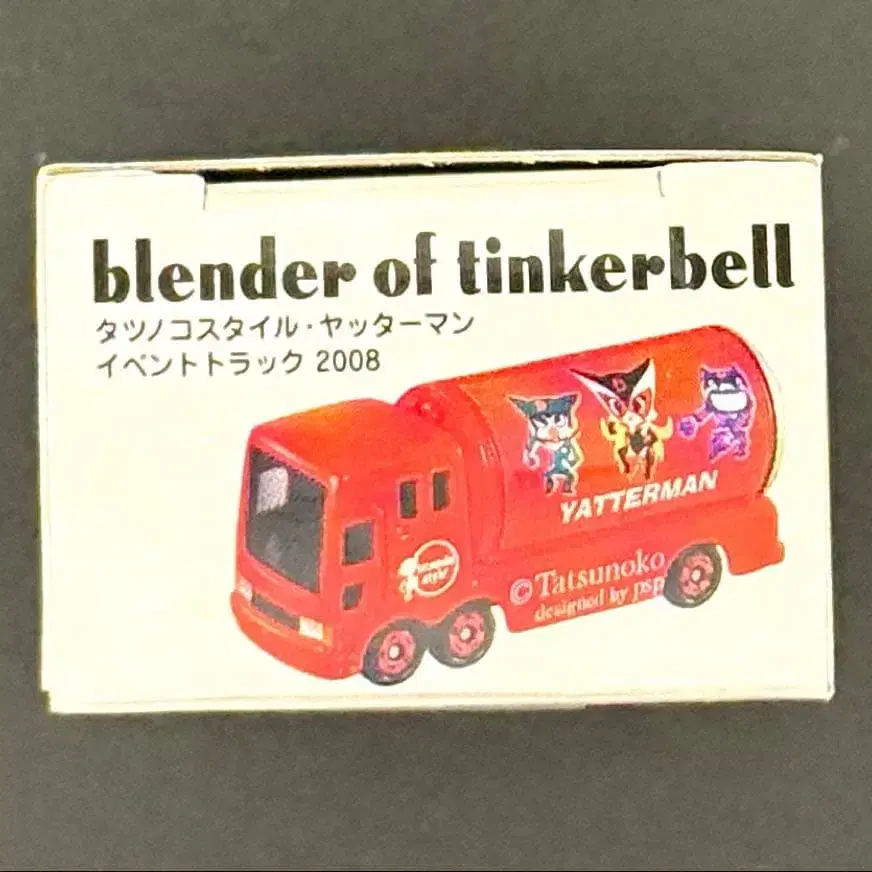 blender of tinkerbell
タツノコスタイル・ヤッターマン
イベントトラック 2008
YATTERMAN
©Tatsunoko
designed by psp
style